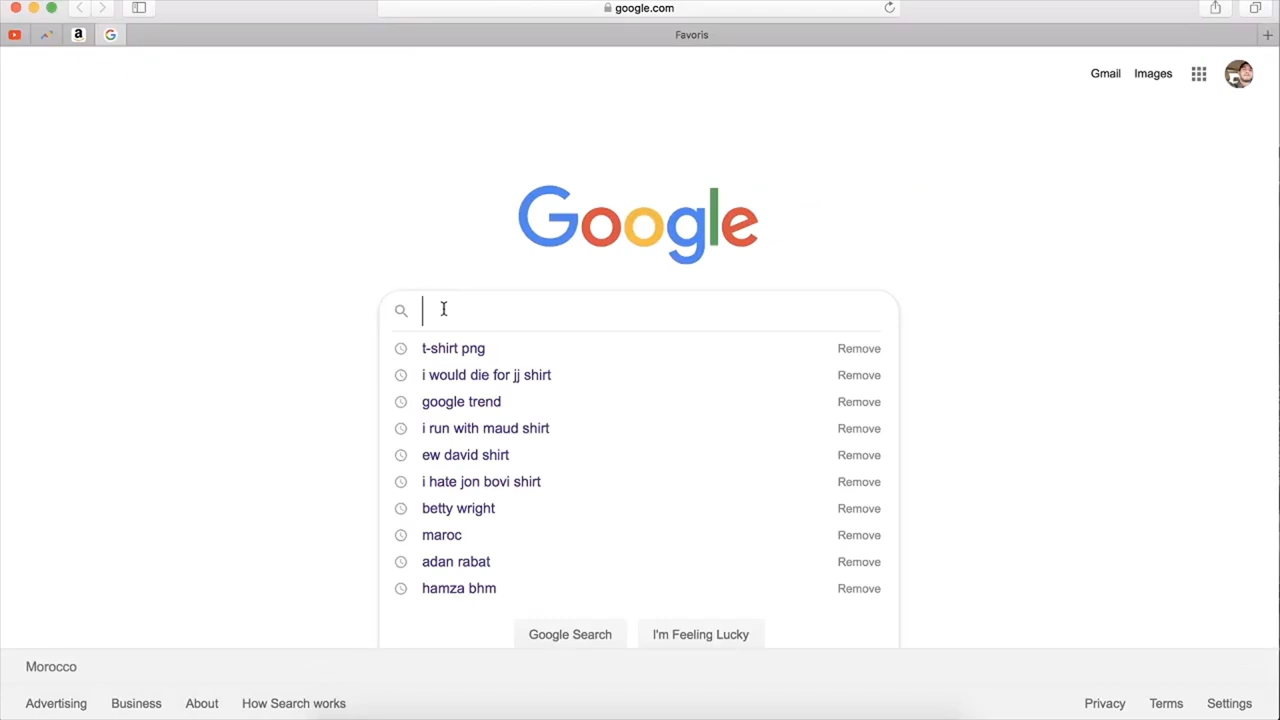 google.com
a
G
Favoris
Gmail Images
Google
t-shirt png Remove
i would die for jj shirt Remove
google trend Remove
i run with maud shirt Remove
ew david shirt Remove
i hate jon bovi shirt Remove
betty wright Remove
maroc Remove
adan rabat Remove
hamza bhm Remove
Google Search I'm Feeling Lucky
Morocco
Advertising Business About How Search works Privacy Terms Settings